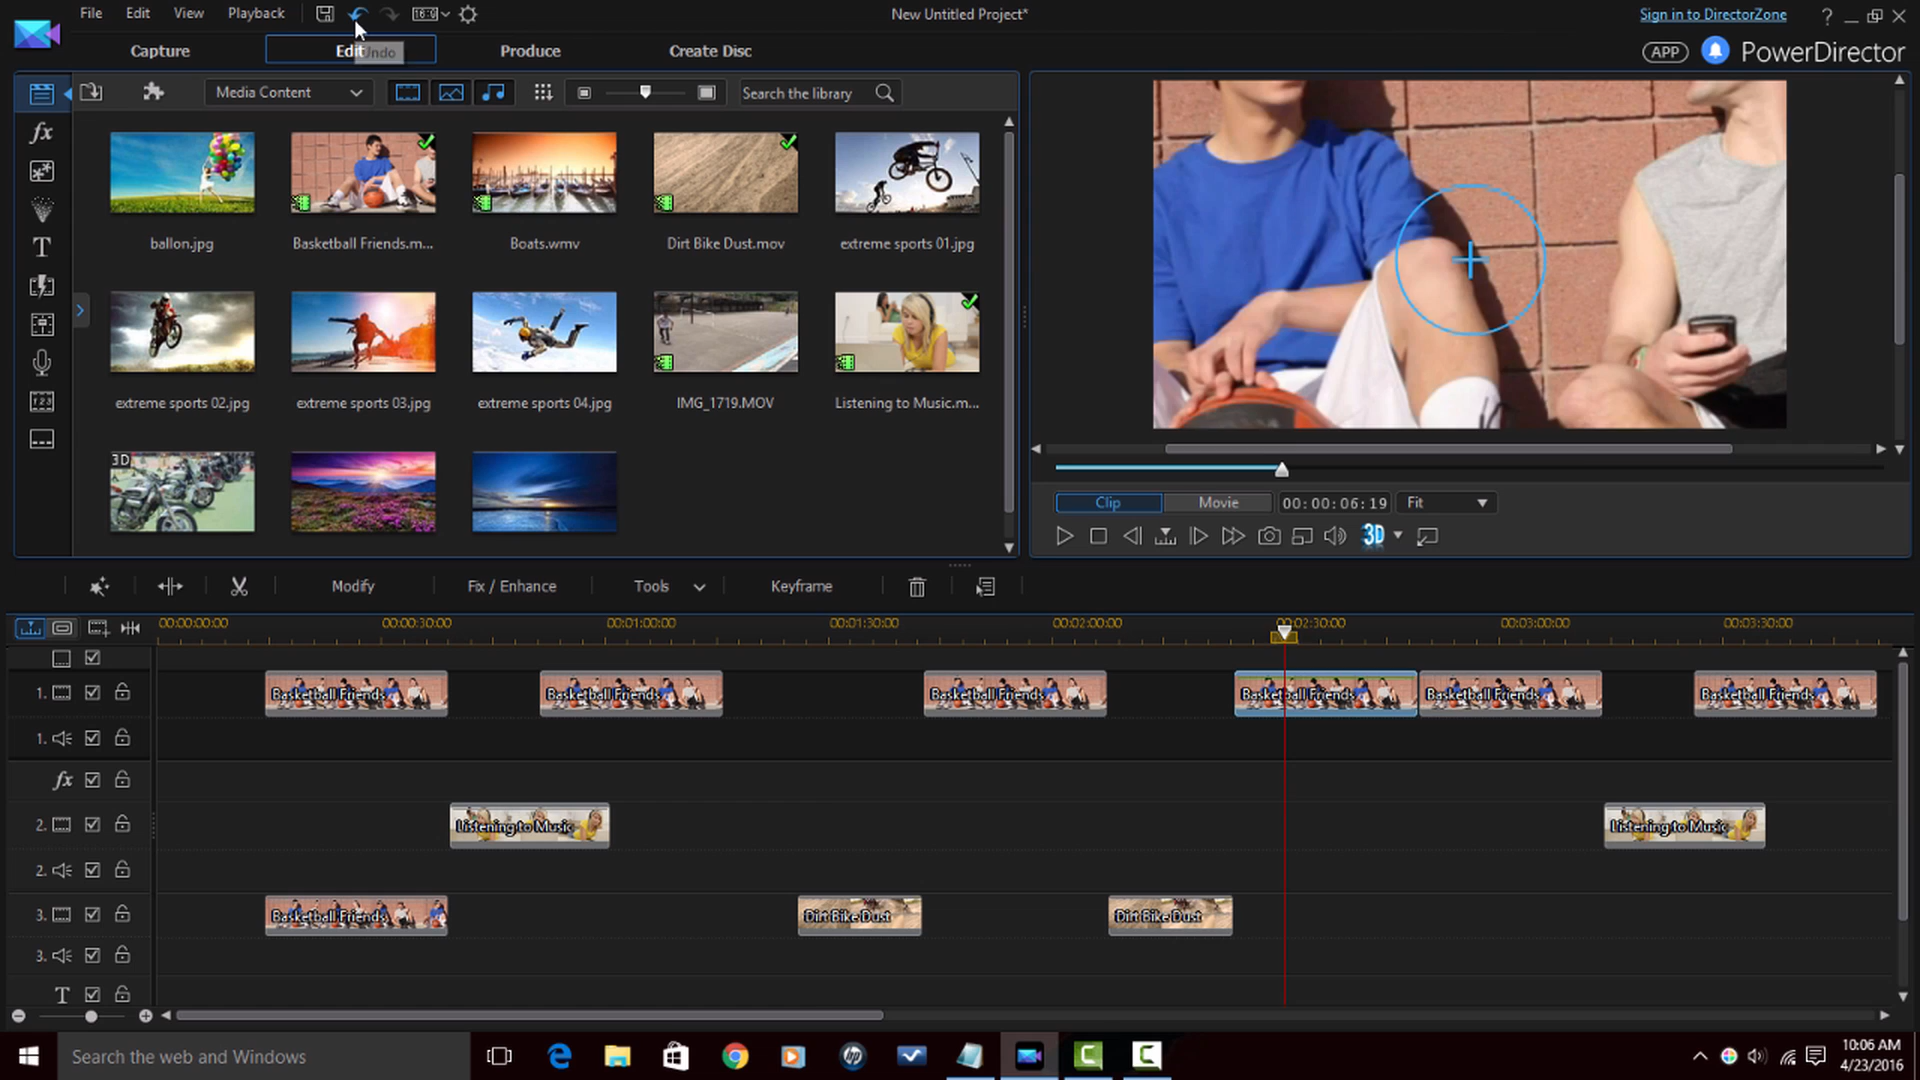 File Edit View Playback 16:9 New Untitled Project* Sign in to DirectorZone ?
Capture Edit Undo Produce Create Disc APP PowerDirector
Media Content Search the library
ballon.jpg Basketball Friends.m... Boats.wmv Dirt Bike Dust.mov extreme sports 01.jpg
extreme sports 02.jpg extreme sports 03.jpg extreme sports 04.jpg IMG_1719.MOV Listening to Music.m...
3D
Clip Movie 00:00:06:19 Fit
3D
Modify Fix / Enhance Tools Keyframe
00:00:00:00 00:00:30:00 00:01:00:00 00:01:30:00 00:02:00:00 00:02:30:00 00:03:00:00 00:03:30:00
1. Basketball Friends Basketball Friends Basketball Friends Basketball Friends Basketball Friends Basketball Friends
1.
fx
2. Listening to Music Listening to Music
2.
3. Basketball Friends Dirt Bike Dust Dirt Bike Dust
3.
T
Search the web and Windows
10:06 AM
4/23/2016